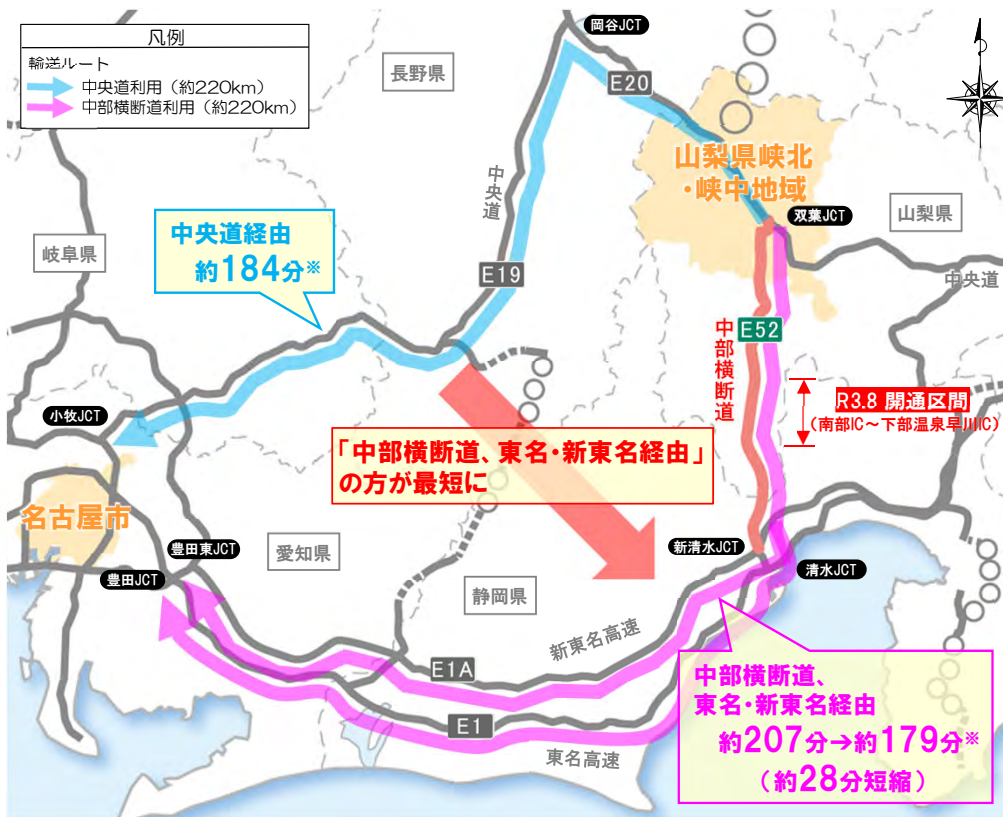 凡例
輸送ルート
中央道利用（約220km）
中部横断道利用（約220km）
岡谷JCT
長野県
E20
山梨県峡北
・峡中地域
中央道
双葉JCT
山梨県
岐阜県
中央道経由
約184分※
E19
中央道
E52
中部横断道
R3.8 開通区間
（南部IC～下部温泉早川IC）
小牧JCT
「中部横断道、東名・新東名経由」
の方が最短に
名古屋市
豊田東JCT
愛知県
新清水JCT
豊田JCT
清水JCT
静岡県
新東名高速
E1A
E1
東名高速
中部横断道、
東名・新東名経由
約207分→約179分※
（約28分短縮）